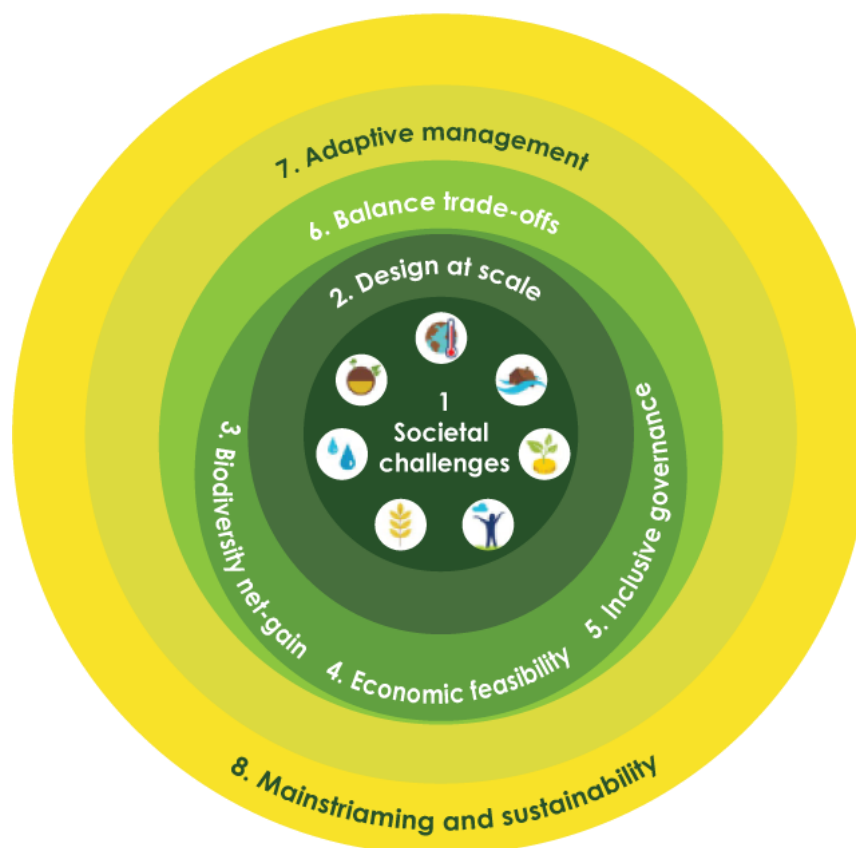 1
Societal
challenges
2. Design at scale
3. Biodiversity net-gain
4. Economic feasibility
5. Inclusive governance
6. Balance trade-offs
7. Adaptive management
8. Mainstriaming and sustainability